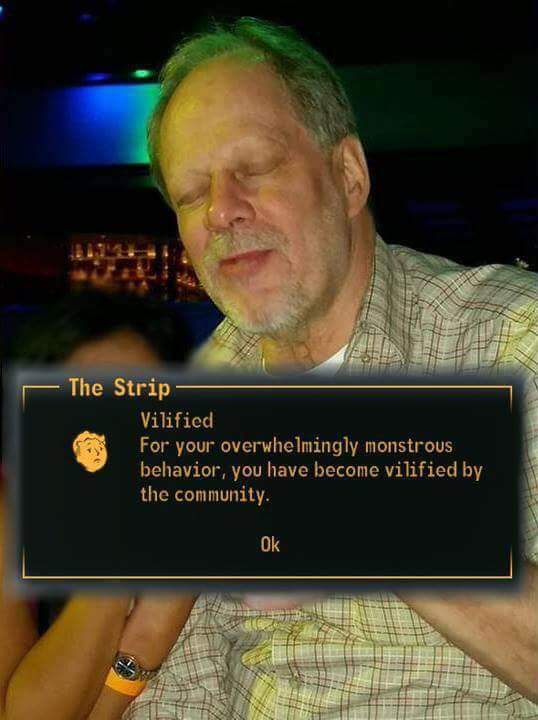 The Strip
Vilified
For your overwhelmingly monstrous
behavior, you have become vilified by
the community.
Ok